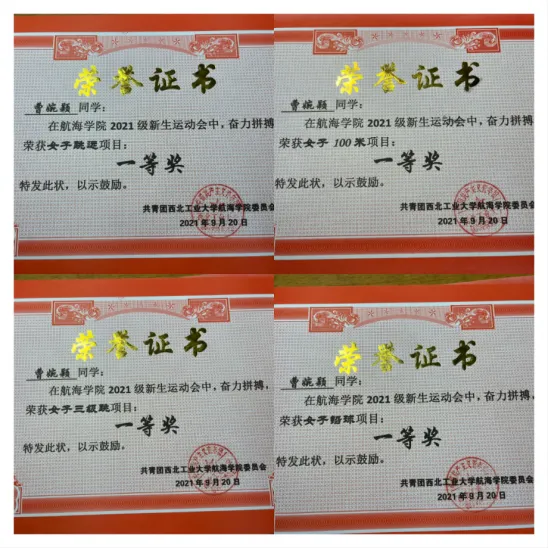 荣誉证书
曹婉颖 同学：
在航海学院 2021 级新生运动会中，奋力拼搏
荣获女子跳远项目：
一等奖
特发此状，以示鼓励。
共青团西北工业大学航海学院委员会
2021 年 9 月 20 日
荣誉证书
曹婉颖 同学：
在航海学院 2021 级新生运动会中，奋力拼搏
荣获女子 100 米项目：
一等奖
特发此状，以示鼓励。
共青团西北工业大学航海学院委员会
2021 年 9 月 20 日
荣誉证书
曹婉颖 同学：
在航海学院 2021 级新生运动会中，奋力拼搏，
荣获女子三级跳项目：
一等奖
特发此状，以示鼓励。
共青团西北工业大学航海学院委员会
2021 年 9 月 20 日
荣誉证书
曹婉颖 同学：
在航海学院 2021 级新生运动会中，奋力拼搏，
荣获女子铅球项目：
一等奖
特发此状，以示鼓励。
共青团西北工业大学航海学院委员会
2021 年 9 月 20 日